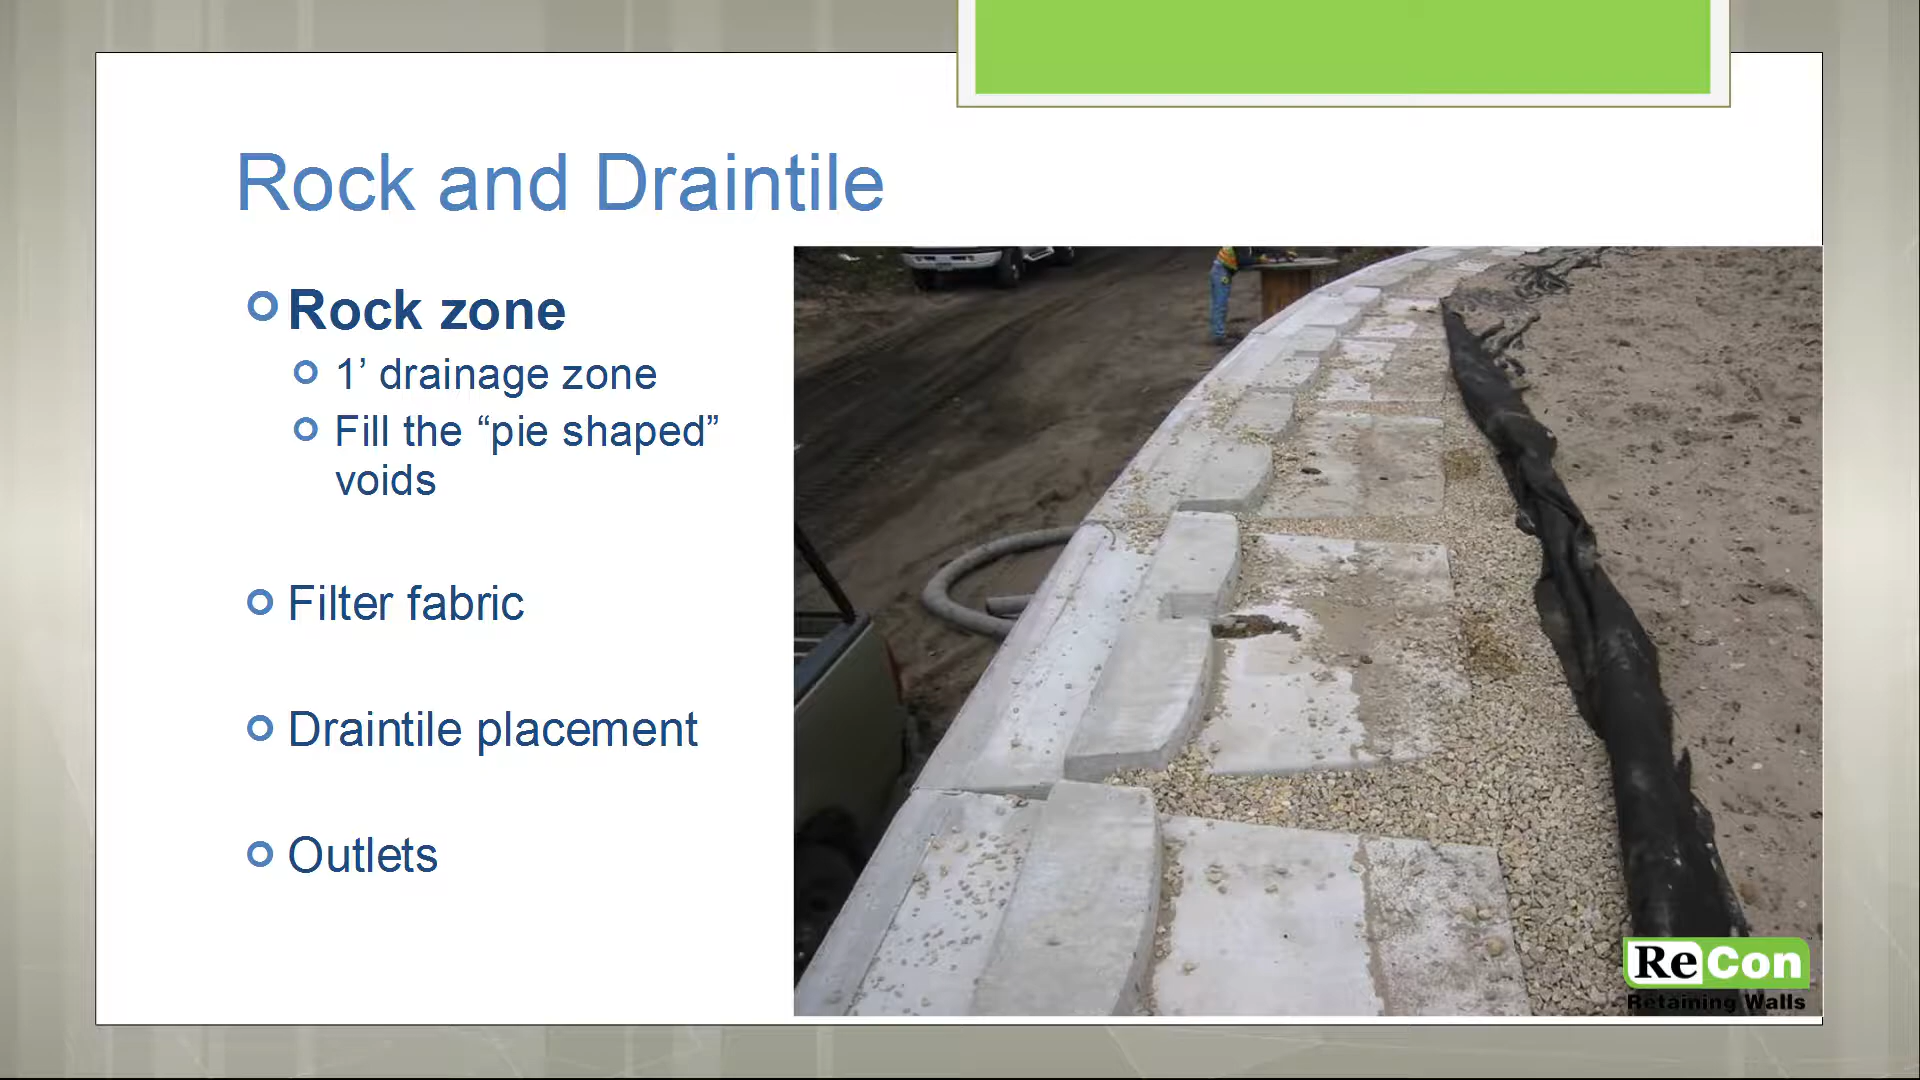 Rock and Draintile
Rock zone
1’ drainage zone
Fill the “pie shaped”
voids
Filter fabric
Draintile placement
Outlets
ReCon
Retaining Walls